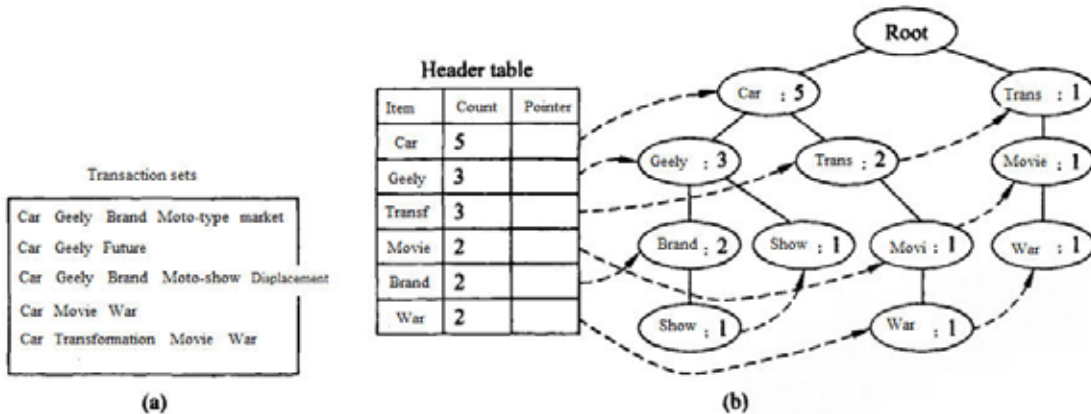 Transaction sets
Car Geely Brand Moto-type market
Car Geely Future
Car Geely Brand Moto-show Displacement
Car Movie War
Car Transformation Movie War
(a)
Header table
Item Count Pointer
Car 5
Geely 3
Transf 3
Movie 2
Brand 2
War 2
Root
Car : 5
Trans : 1
Geely : 3
Trans : 2
Movie : 1
Brand : 2
Show : 1
Movi : 1
War : 1
Show : 1
War : 1
(b)